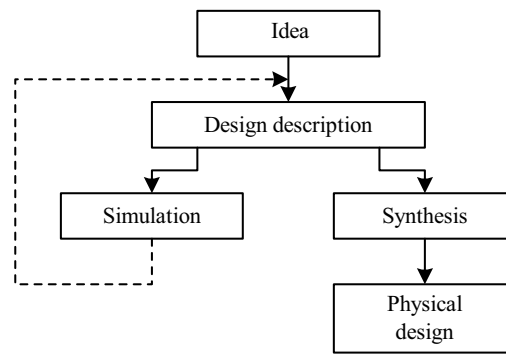 Idea
Design description
Simulation
Synthesis
Physical
design